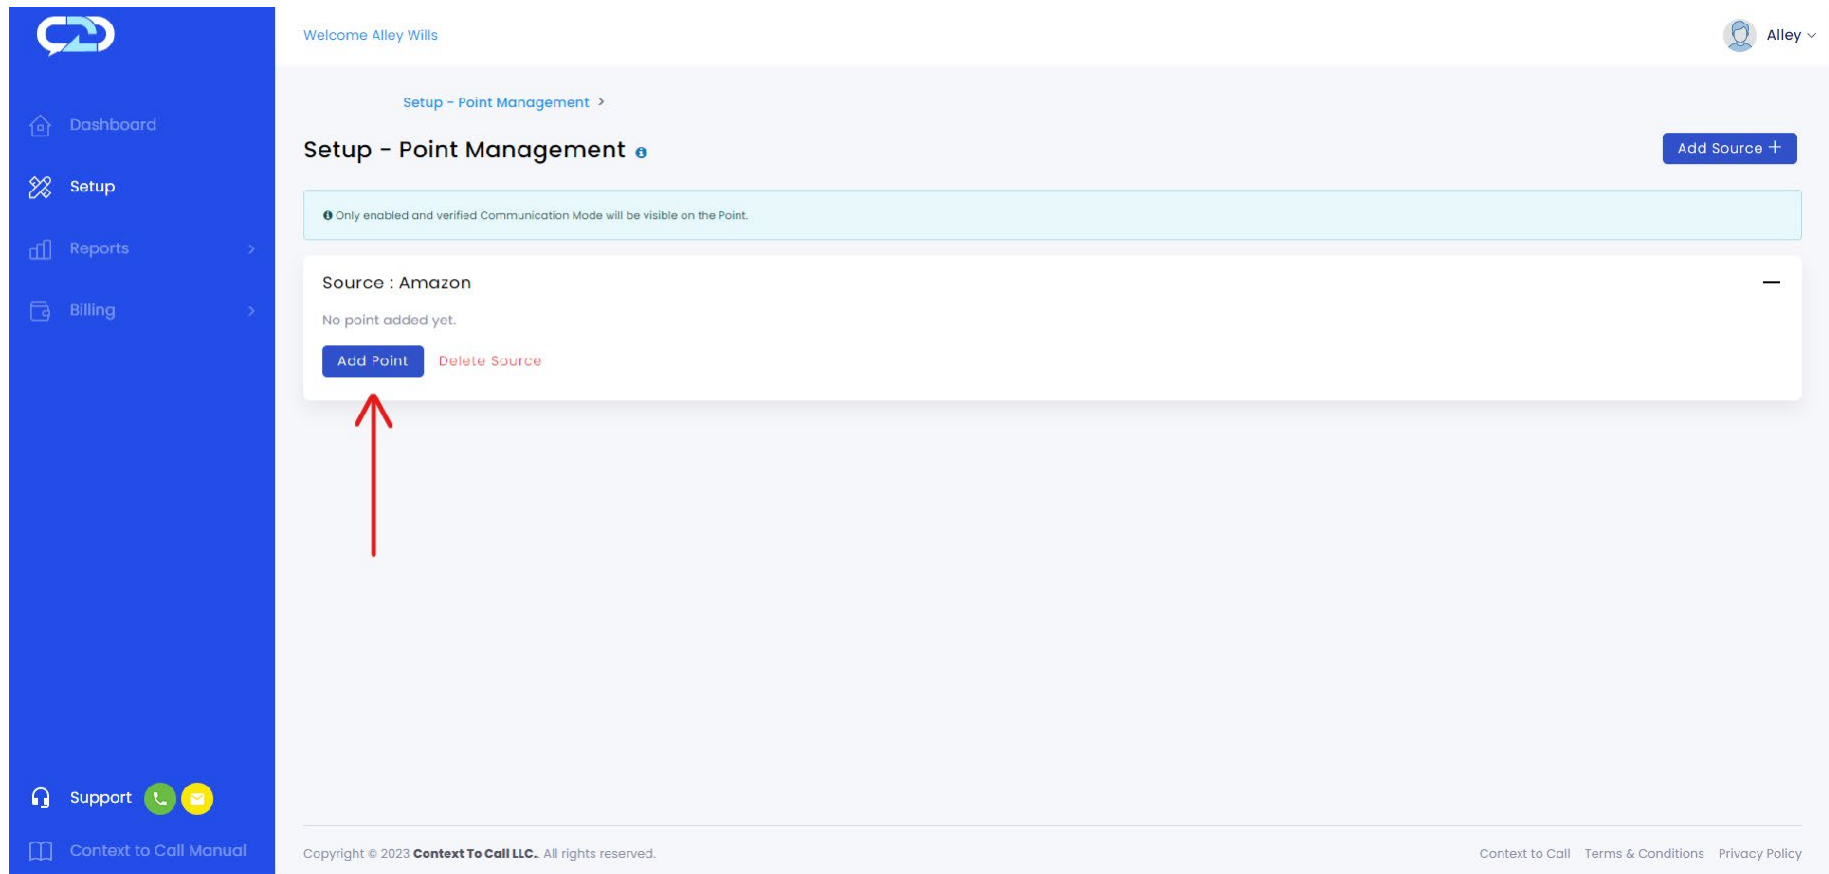 Welcome Alley Wills
Alley
Dashboard
Setup
Reports
Billing
Setup - Point Management >
Setup - Point Management
Add Source +
Only enabled and verified Communication Mode will be visible on the Point.
Source : Amazon
No point added yet.
Add Point
Delete Source
Support
Context to Call Manual
Copyright © 2023 Context To Call LLC.. All rights reserved.
Context to Call
Terms & Conditions
Privacy Policy